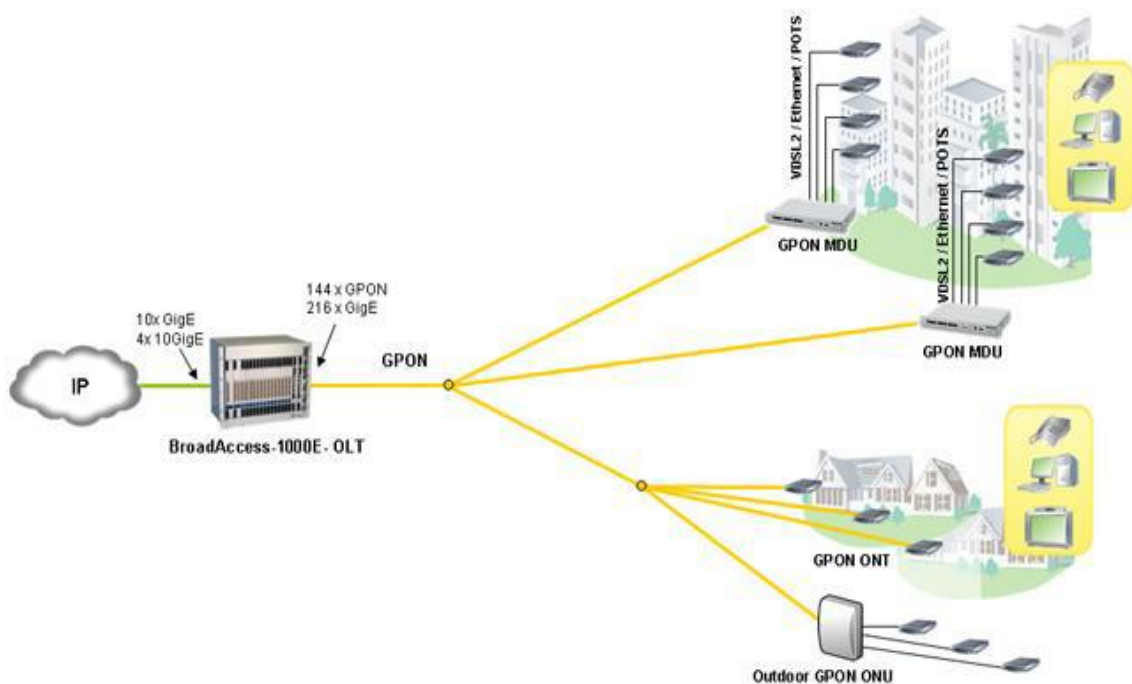 VDSL2 / Ethernet / POTS
VDSL2 / Ethernet / POTS
GPON MDU
144 x GPON
216 x GigE
10x GigE
4x 10GigE
GPON MDU
GPON
IP
BroadAccess-1000E- OLT
GPON ONT
Outdoor GPON ONU